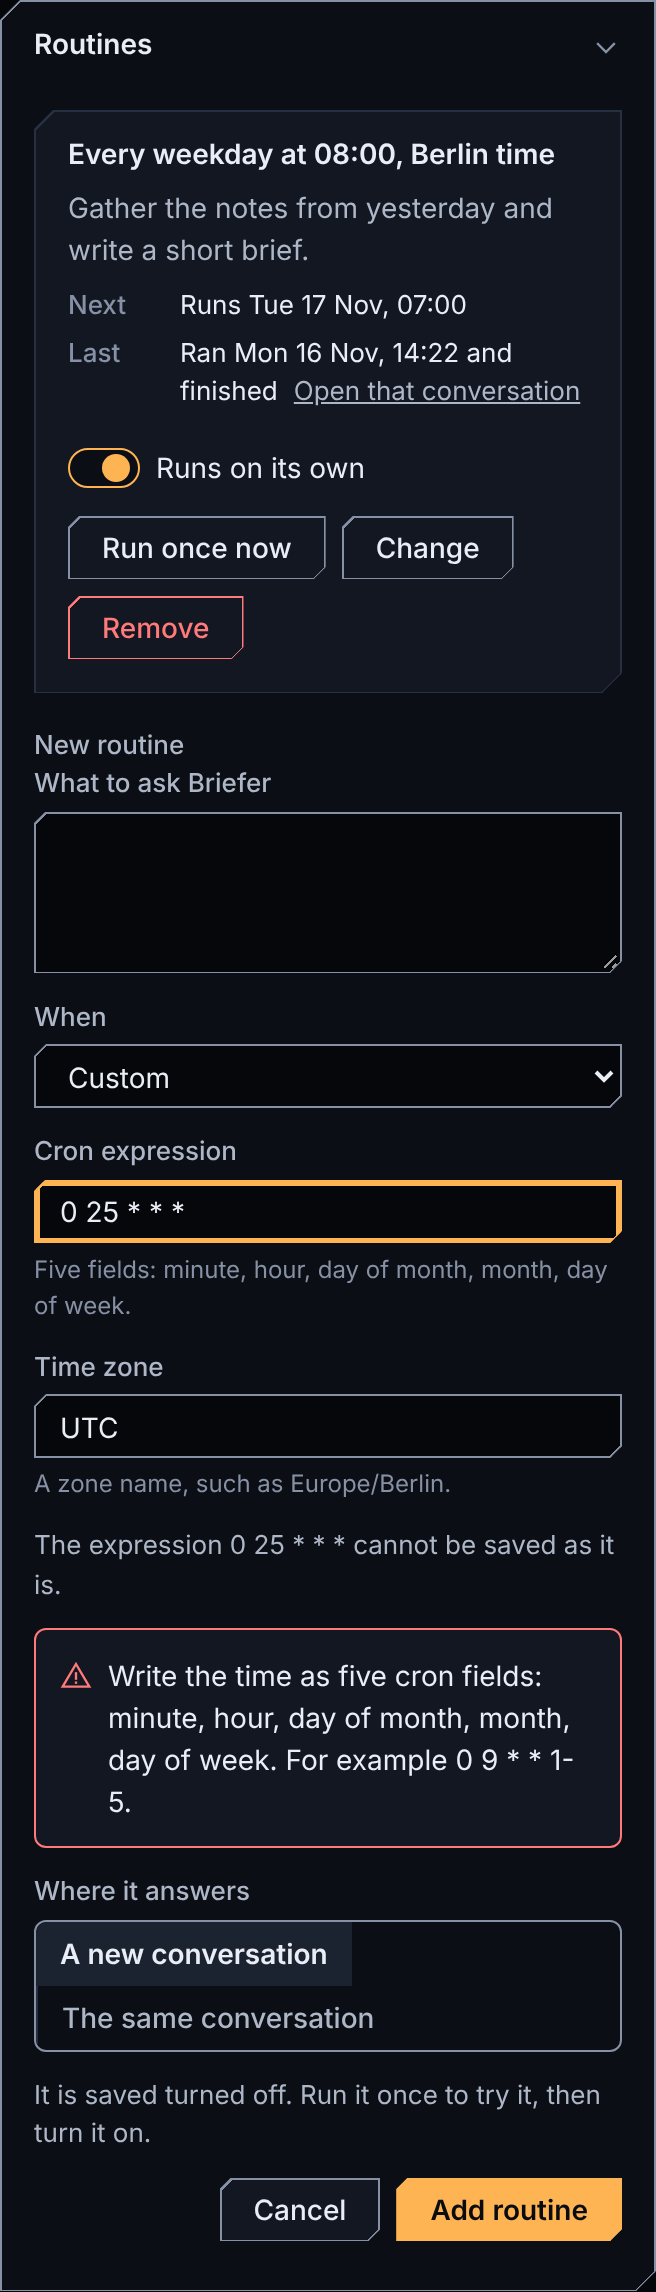 Routines
Every weekday at 08:00, Berlin time
Gather the notes from yesterday and
write a short brief.
Next Runs Tue 17 Nov, 07:00
Last Ran Mon 16 Nov, 14:22 and
finished Open that conversation
Runs on its own
Run once now Change
Remove
New routine
What to ask Briefer
When
Custom
Cron expression
0 25 * * *
Five fields: minute, hour, day of month, month, day
of week.
Time zone
UTC
A zone name, such as Europe/Berlin.
The expression 0 25 * * * cannot be saved as it
is.
Write the time as five cron fields:
minute, hour, day of month, month,
day of week. For example 0 9 * * 1-
5.
Where it answers
A new conversation
The same conversation
It is saved turned off. Run it once to try it, then
turn it on.
Cancel Add routine